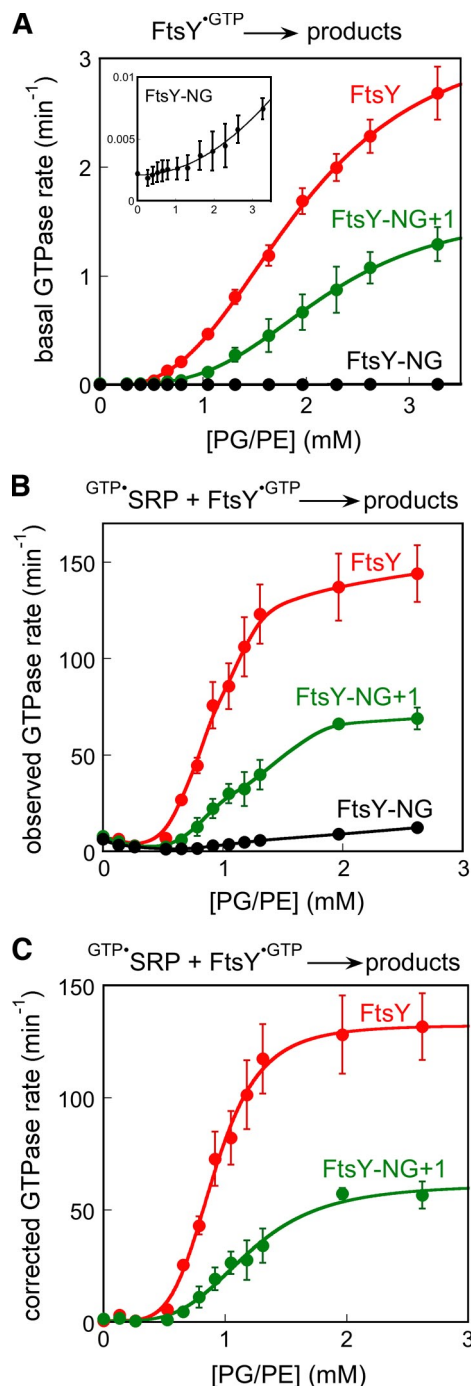 A
FtsY•GTP → products
basal GTPase rate (min-1)
3
2
1
0
0.01
0.005
0
FtsY-NG
0 1 2 3
FtsY
FtsY-NG+1
FtsY-NG
0 1 2 3
[PG/PE] (mM)
B
GTP•SRP + FtsY•GTP → products
observed GTPase rate (min-1)
150
100
50
0
FtsY
FtsY-NG+1
FtsY-NG
0 1 2 3
[PG/PE] (mM)
C
GTP•SRP + FtsY•GTP → products
corrected GTPase rate (min-1)
150
100
50
0
FtsY
FtsY-NG+1
0 1 2 3
[PG/PE] (mM)